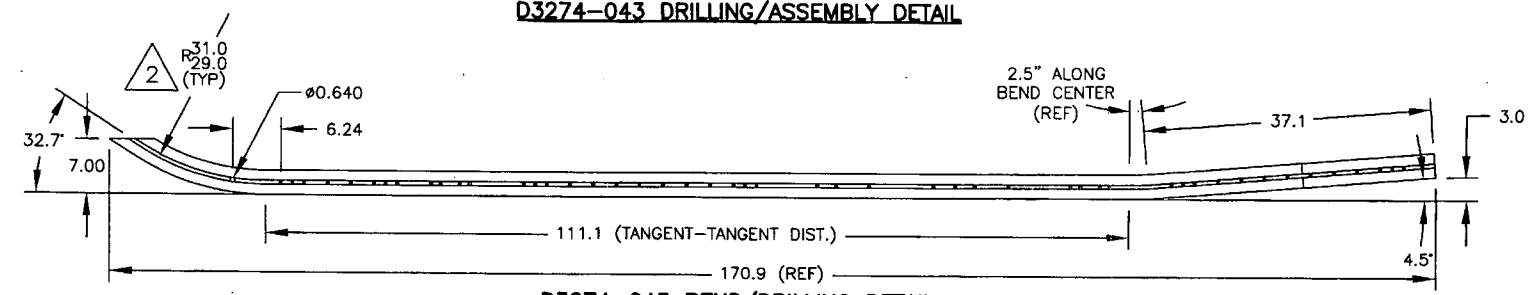 D3274-043 DRILLING/ASSEMBLY DETAIL
2
R31.0
29.0
(TYP)
Ø0.640
6.24
32.7°
7.00
2.5" ALONG
BEND CENTER
(REF)
37.1
3.0
111.1 (TANGENT-TANGENT DIST.)
4.5°
170.9 (REF)